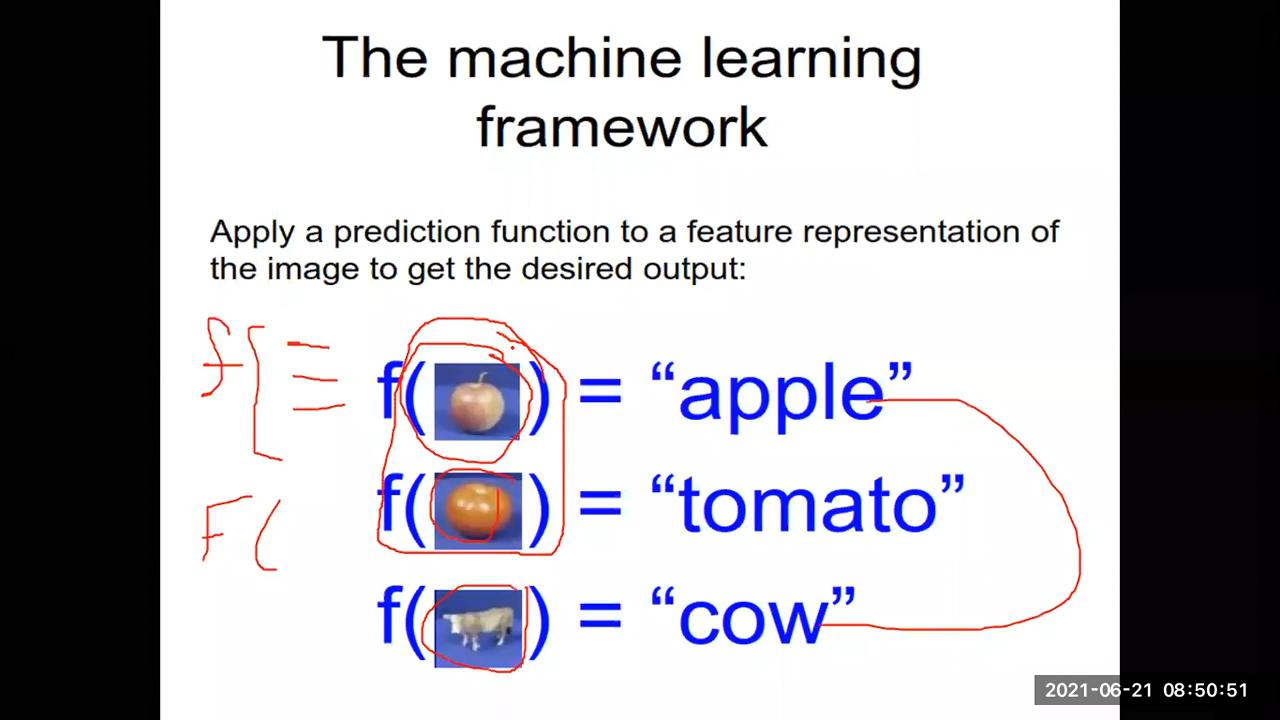 The machine learning
framework
Apply a prediction function to a feature representation of
the image to get the desired output:
f( ) = “apple”
f( ) = “tomato”
f( ) = “cow”
f[
F(
2021-06-21 08:50:51